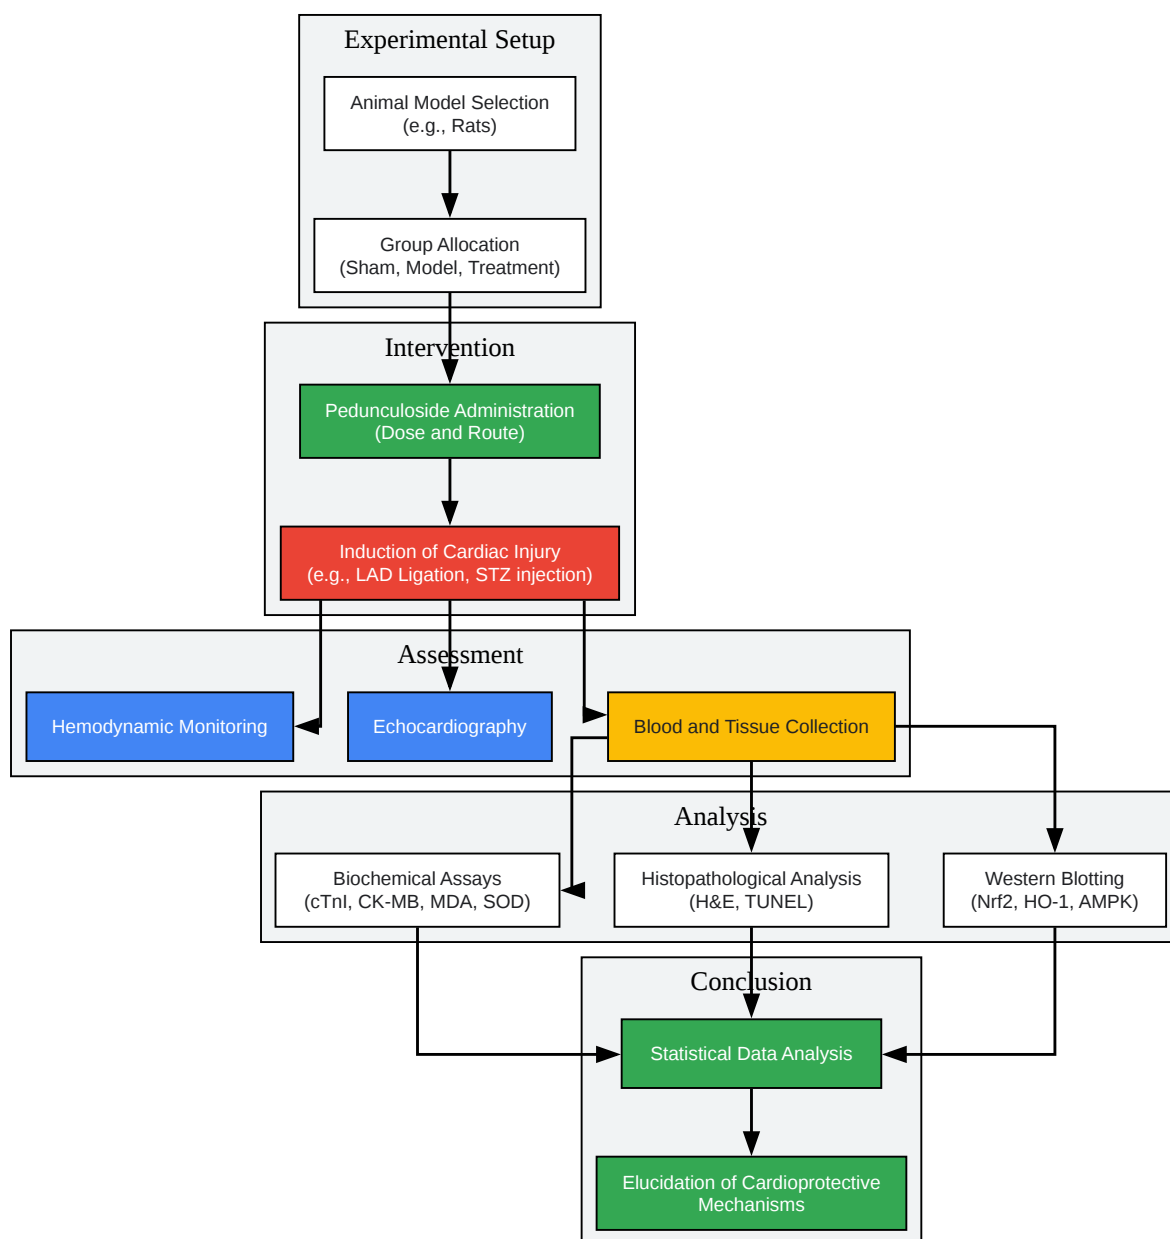 Experimental Setup
Animal Model Selection
(e.g., Rats)
Group Allocation
(Sham, Model, Treatment)
Intervention
Pedunculoside Administration
(Dose and Route)
Induction of Cardiac Injury
(e.g., LAD Ligation, STZ injection)
Assessment
Hemodynamic Monitoring
Echocardiography
Blood and Tissue Collection
Analysis
Biochemical Assays
(cTnI, CK-MB, MDA, SOD)
Histopathological Analysis
(H&E, TUNEL)
Western Blotting
(Nrf2, HO-1, AMPK)
Conclusion
Statistical Data Analysis
Elucidation of Cardioprotective
Mechanisms